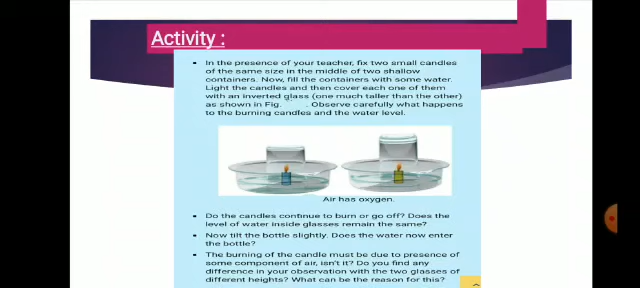 Activity :
• In the presence of your teacher, fix two small candles
of the same size in the middle of two shallow
containers. Now, fill the containers with some water.
Light the candles and then cover each one of them
with an inverted glass (one much taller than the other)
as shown in Fig. . Observe carefully what happens
to the burning candles and the water level.
Air has oxygen.
• Do the candles continue to burn or go off? Does the
level of water inside glasses remain the same?
• Now tilt the bottle slightly. Does the water now enter
the bottle?
• The burning of the candle must be due to presence of
some component of air, isn't it? Do you find any
difference in your observation with the two glasses of
different heights? What can be the reason for this?